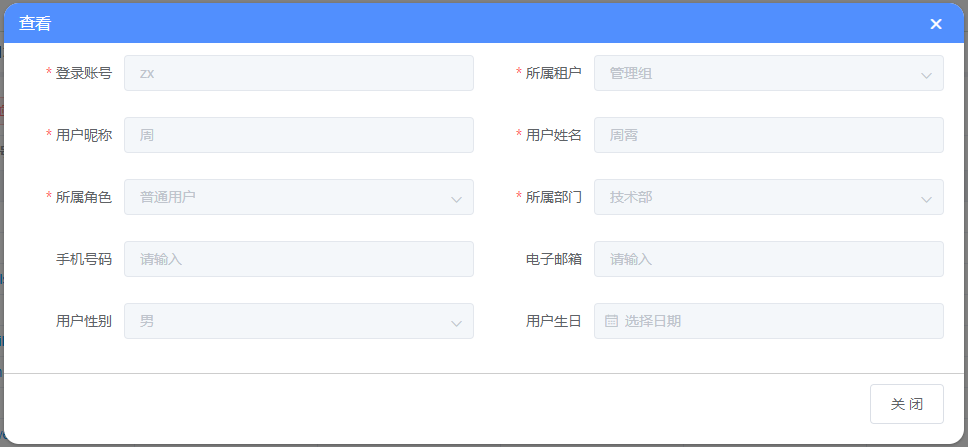 查看
* 登录账号 zx * 所属租户 管理组
* 用户昵称 周 * 用户姓名 周霄
* 所属角色 普通用户 * 所属部门 技术部
手机号码 请输入 电子邮箱 请输入
用户性别 男 用户生日 选择日期
关 闭